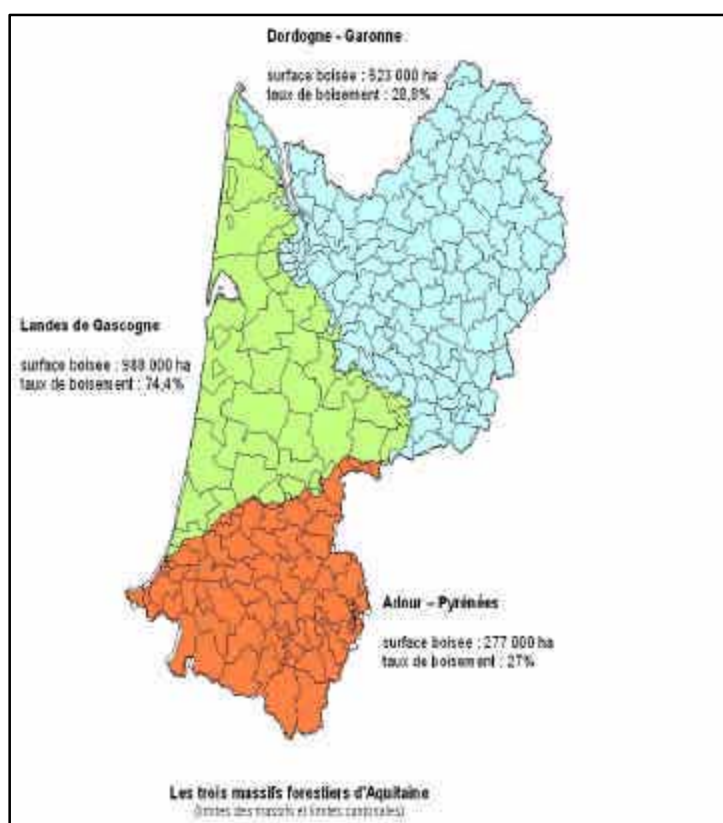 Dordogne - Garonne
surface boisée : 523 000 ha
taux de boisement : 28,8%
Landes de Gascogne
surface boisée : 988 000 ha
taux de boisement : 74,4%
Adour – Pyrénées
surface boisée : 277 000 ha
taux de boisement : 27%
Les trois massifs forestiers d'Aquitaine
(limites des massifs et limites cantonales)